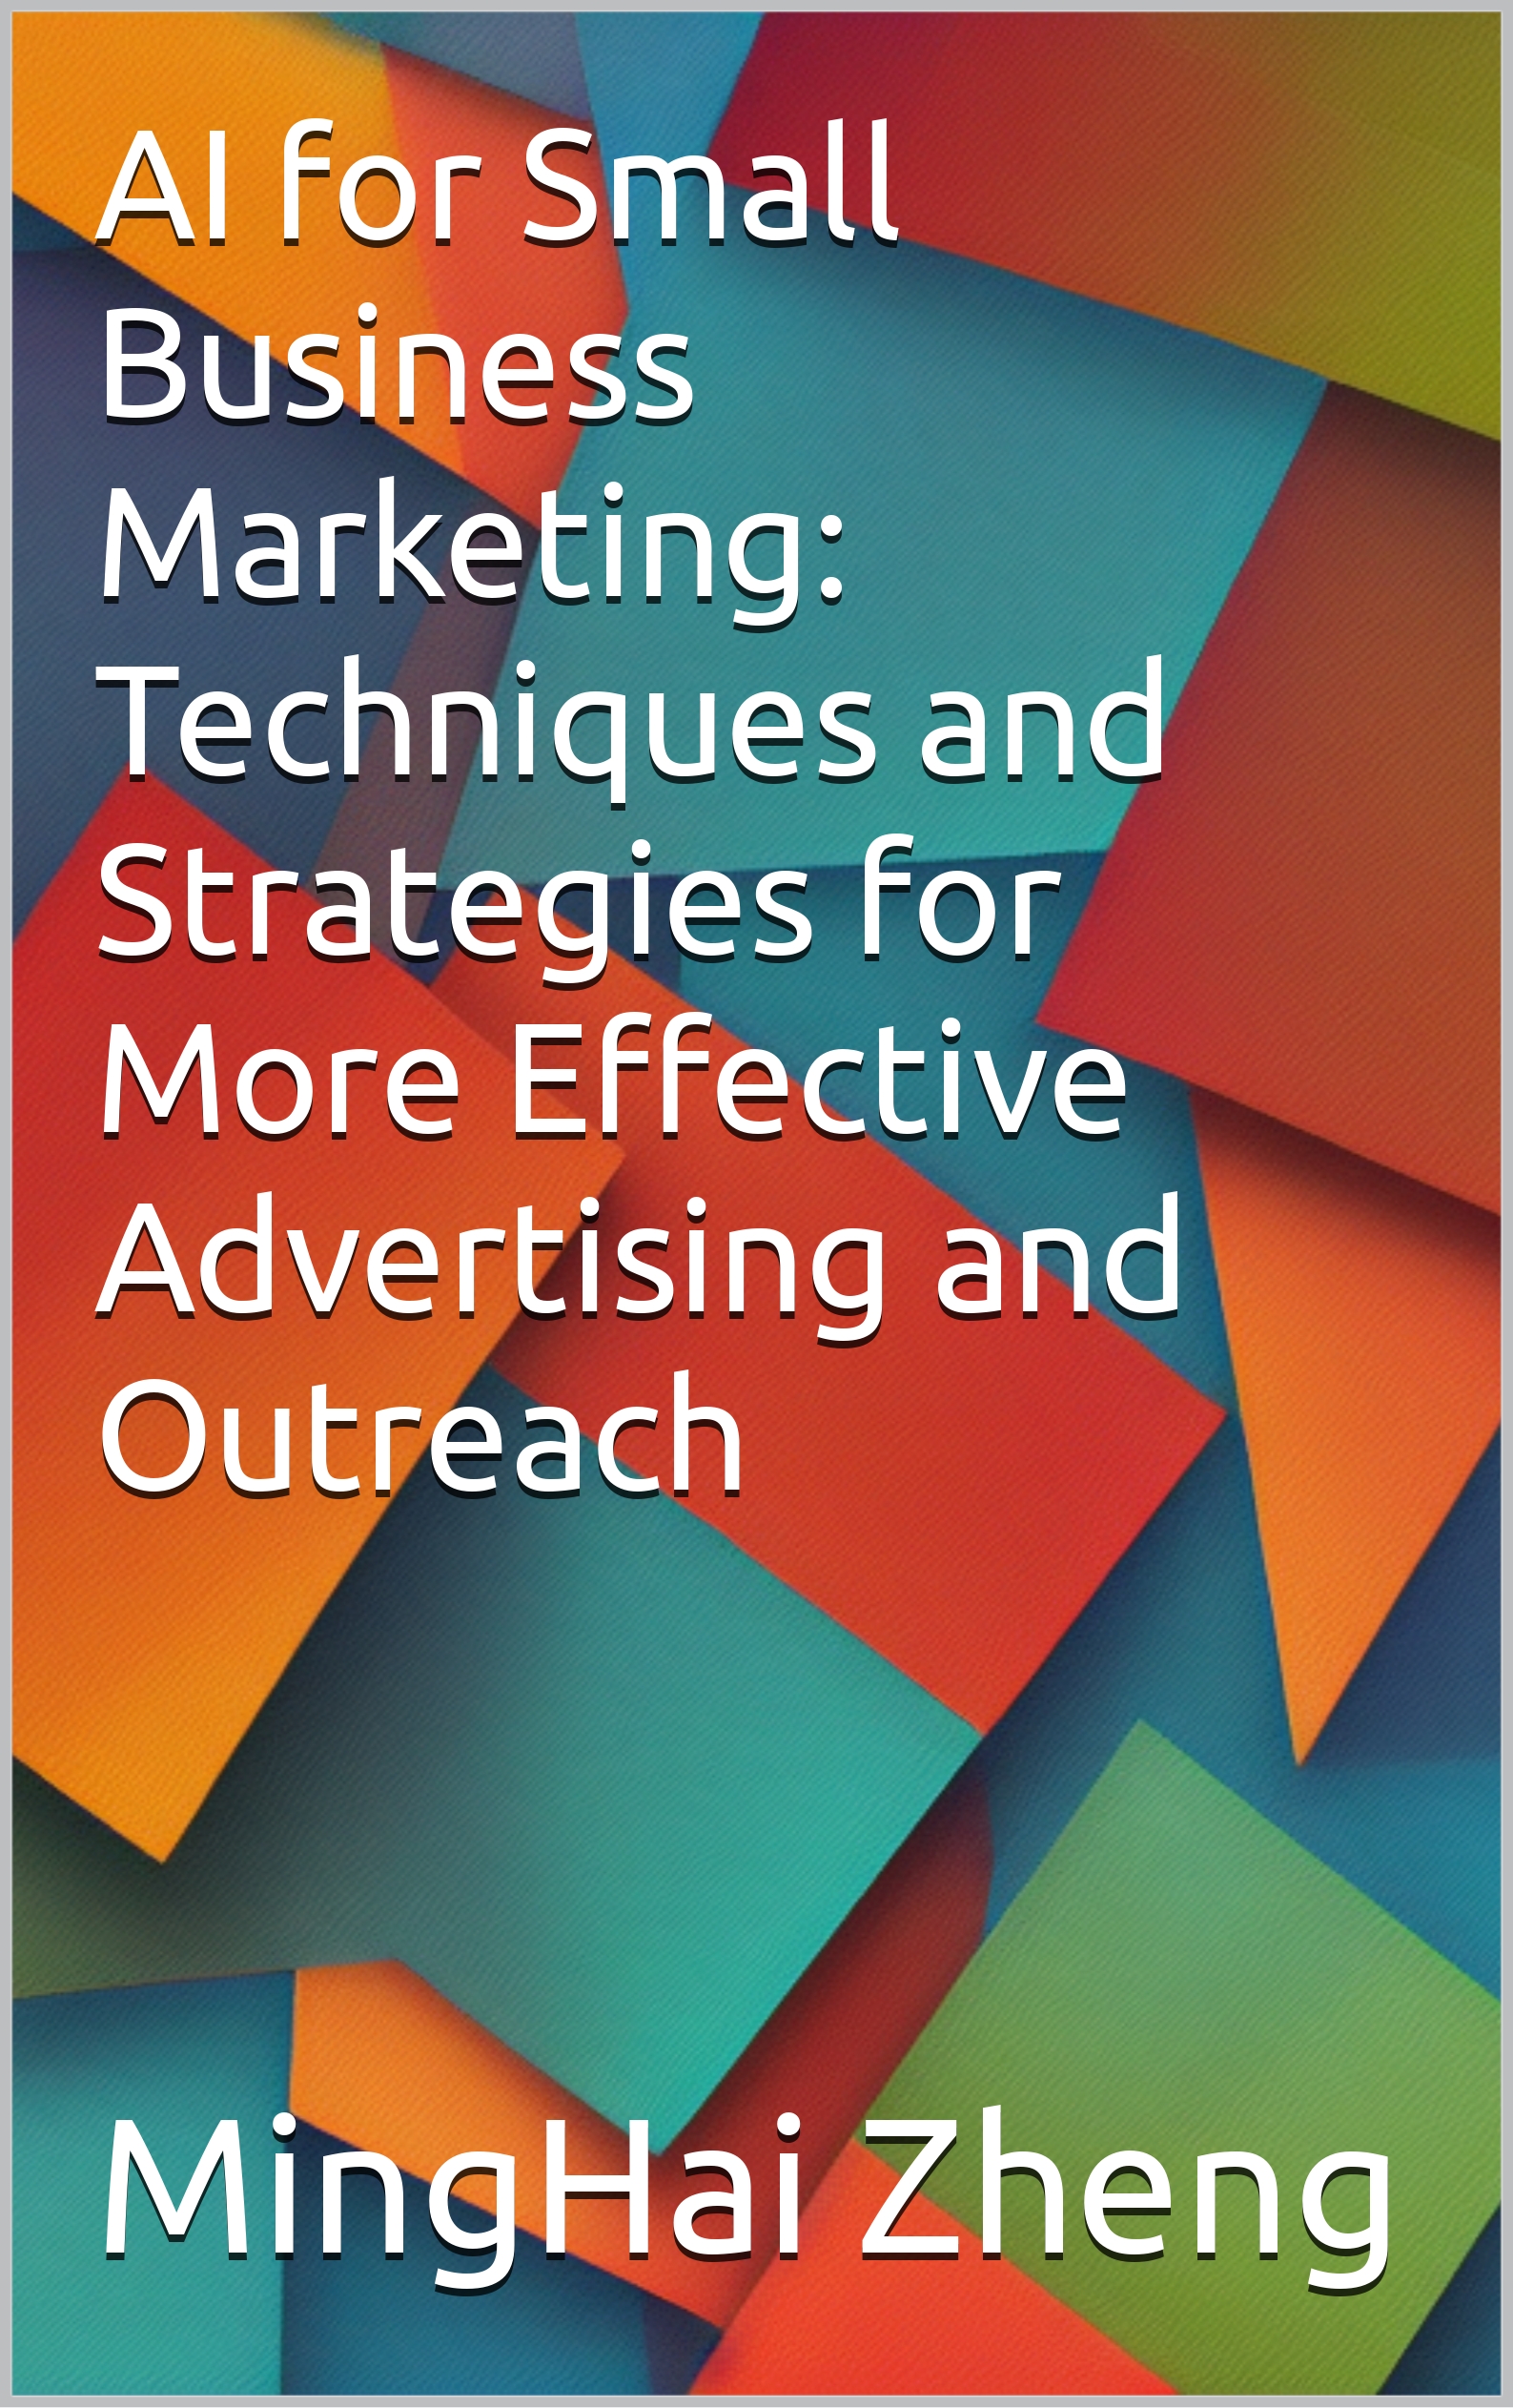 AI for Small
Business
Marketing:
Techniques and
Strategies for
More Effective
Advertising and
Outreach
MingHai Zheng